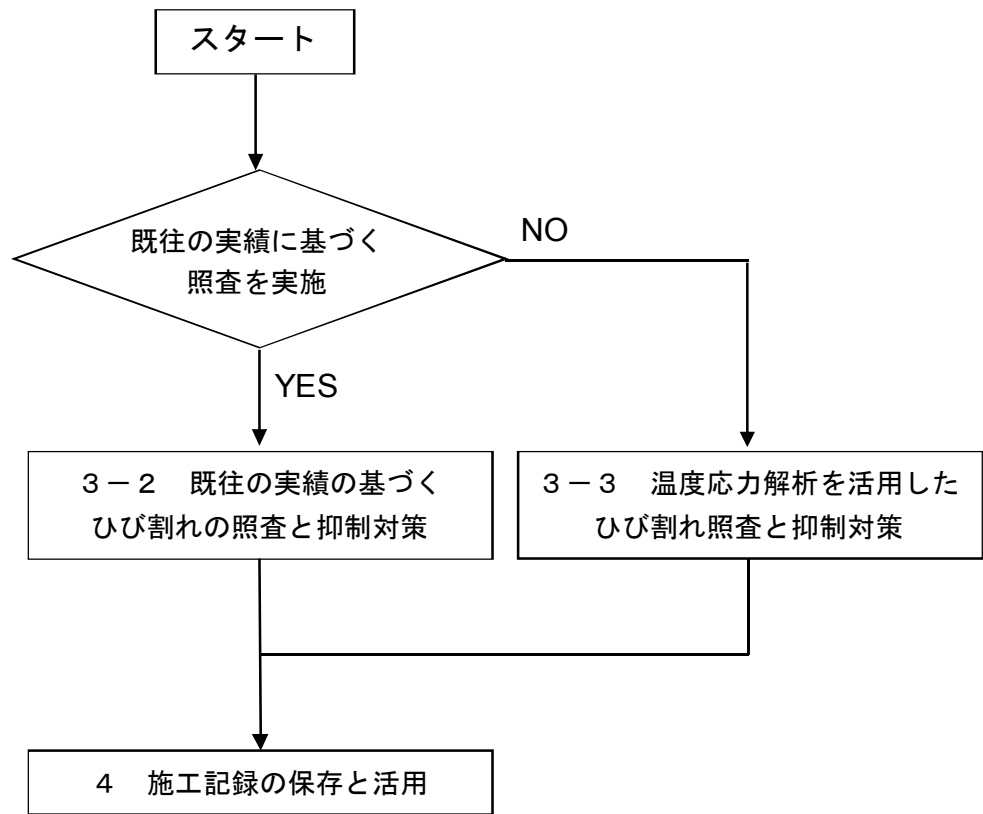 スタート
既往の実績に基づく
照査を実施
NO
YES
3-2 既往の実績の基づく
ひび割れの照査と抑制対策
3-3 温度応力解析を活用した
ひび割れ照査と抑制対策
4 施工記録の保存と活用